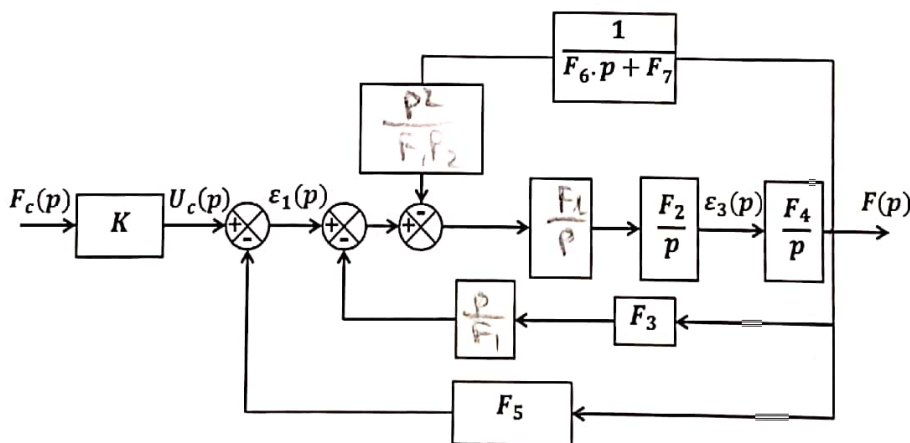 1
F₆. p + F₇
p2
F₁F₂
F_c(p)
K
U_c(p)
+
-
ε₁(p)
+
-
+
-
F₁
p
F₂
p
ε₃(p)
F₄
p
F(p)
p
F₁
F₃
F₅